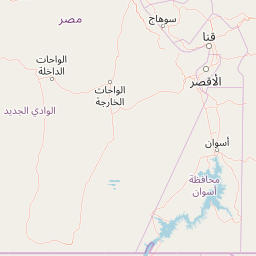 مصر
سوهاج
قنا
الواحات
الداخلة
الأقصر
الواحات
الخارجة
الوادي الجديد
أسوان
محافظة
أسوان